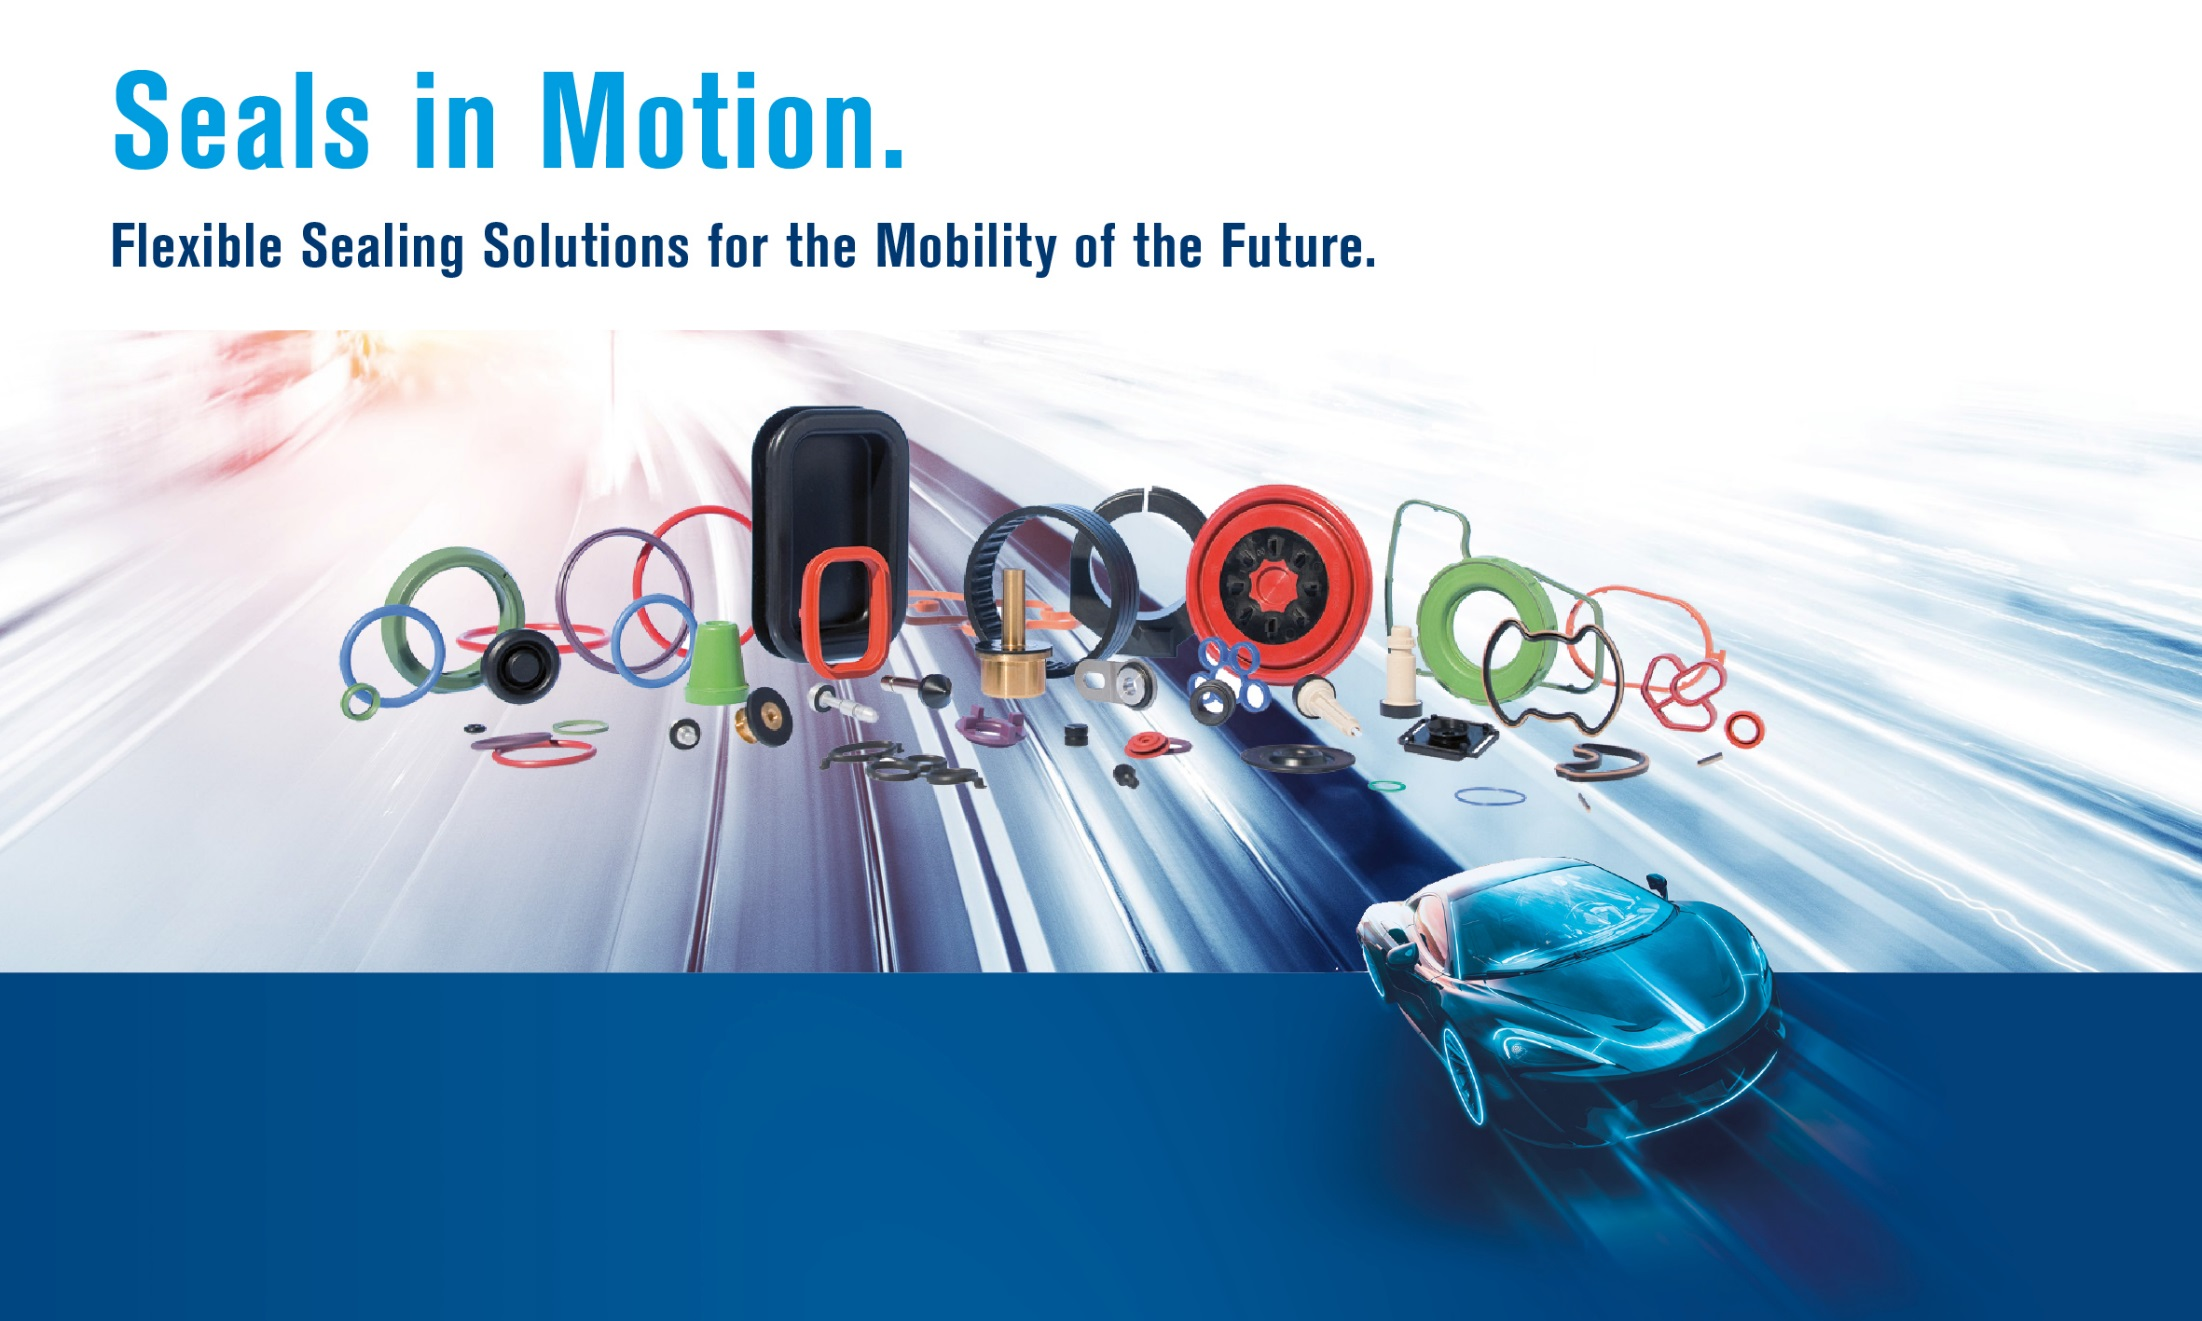 Seals in Motion.
Flexible Sealing Solutions for the Mobility of the Future.